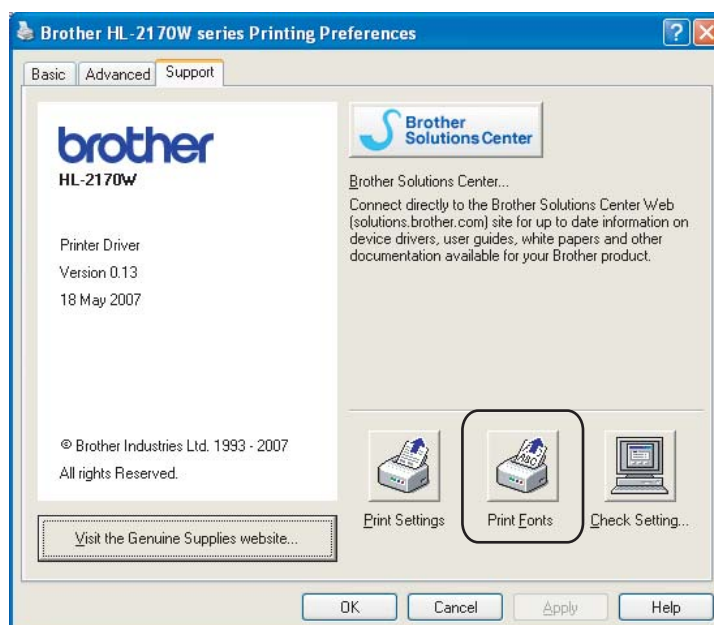 Brother HL-2170W series Printing Preferences
Basic
Advanced
Support
brother
HL-2170W
Printer Driver
Version 0.13
18 May 2007
© Brother Industries Ltd. 1993 - 2007
All rights Reserved.
Visit the Genuine Supplies website...
Brother
Solutions Center
Brother Solutions Center...
Connect directly to the Brother Solutions Center Web
(solutions.brother.com) site for up to date information on
device drivers, user guides, white papers and other
documentation available for your Brother product.
ABC
Print Settings
Print Fonts
Check Setting...
OK
Cancel
Apply
Help